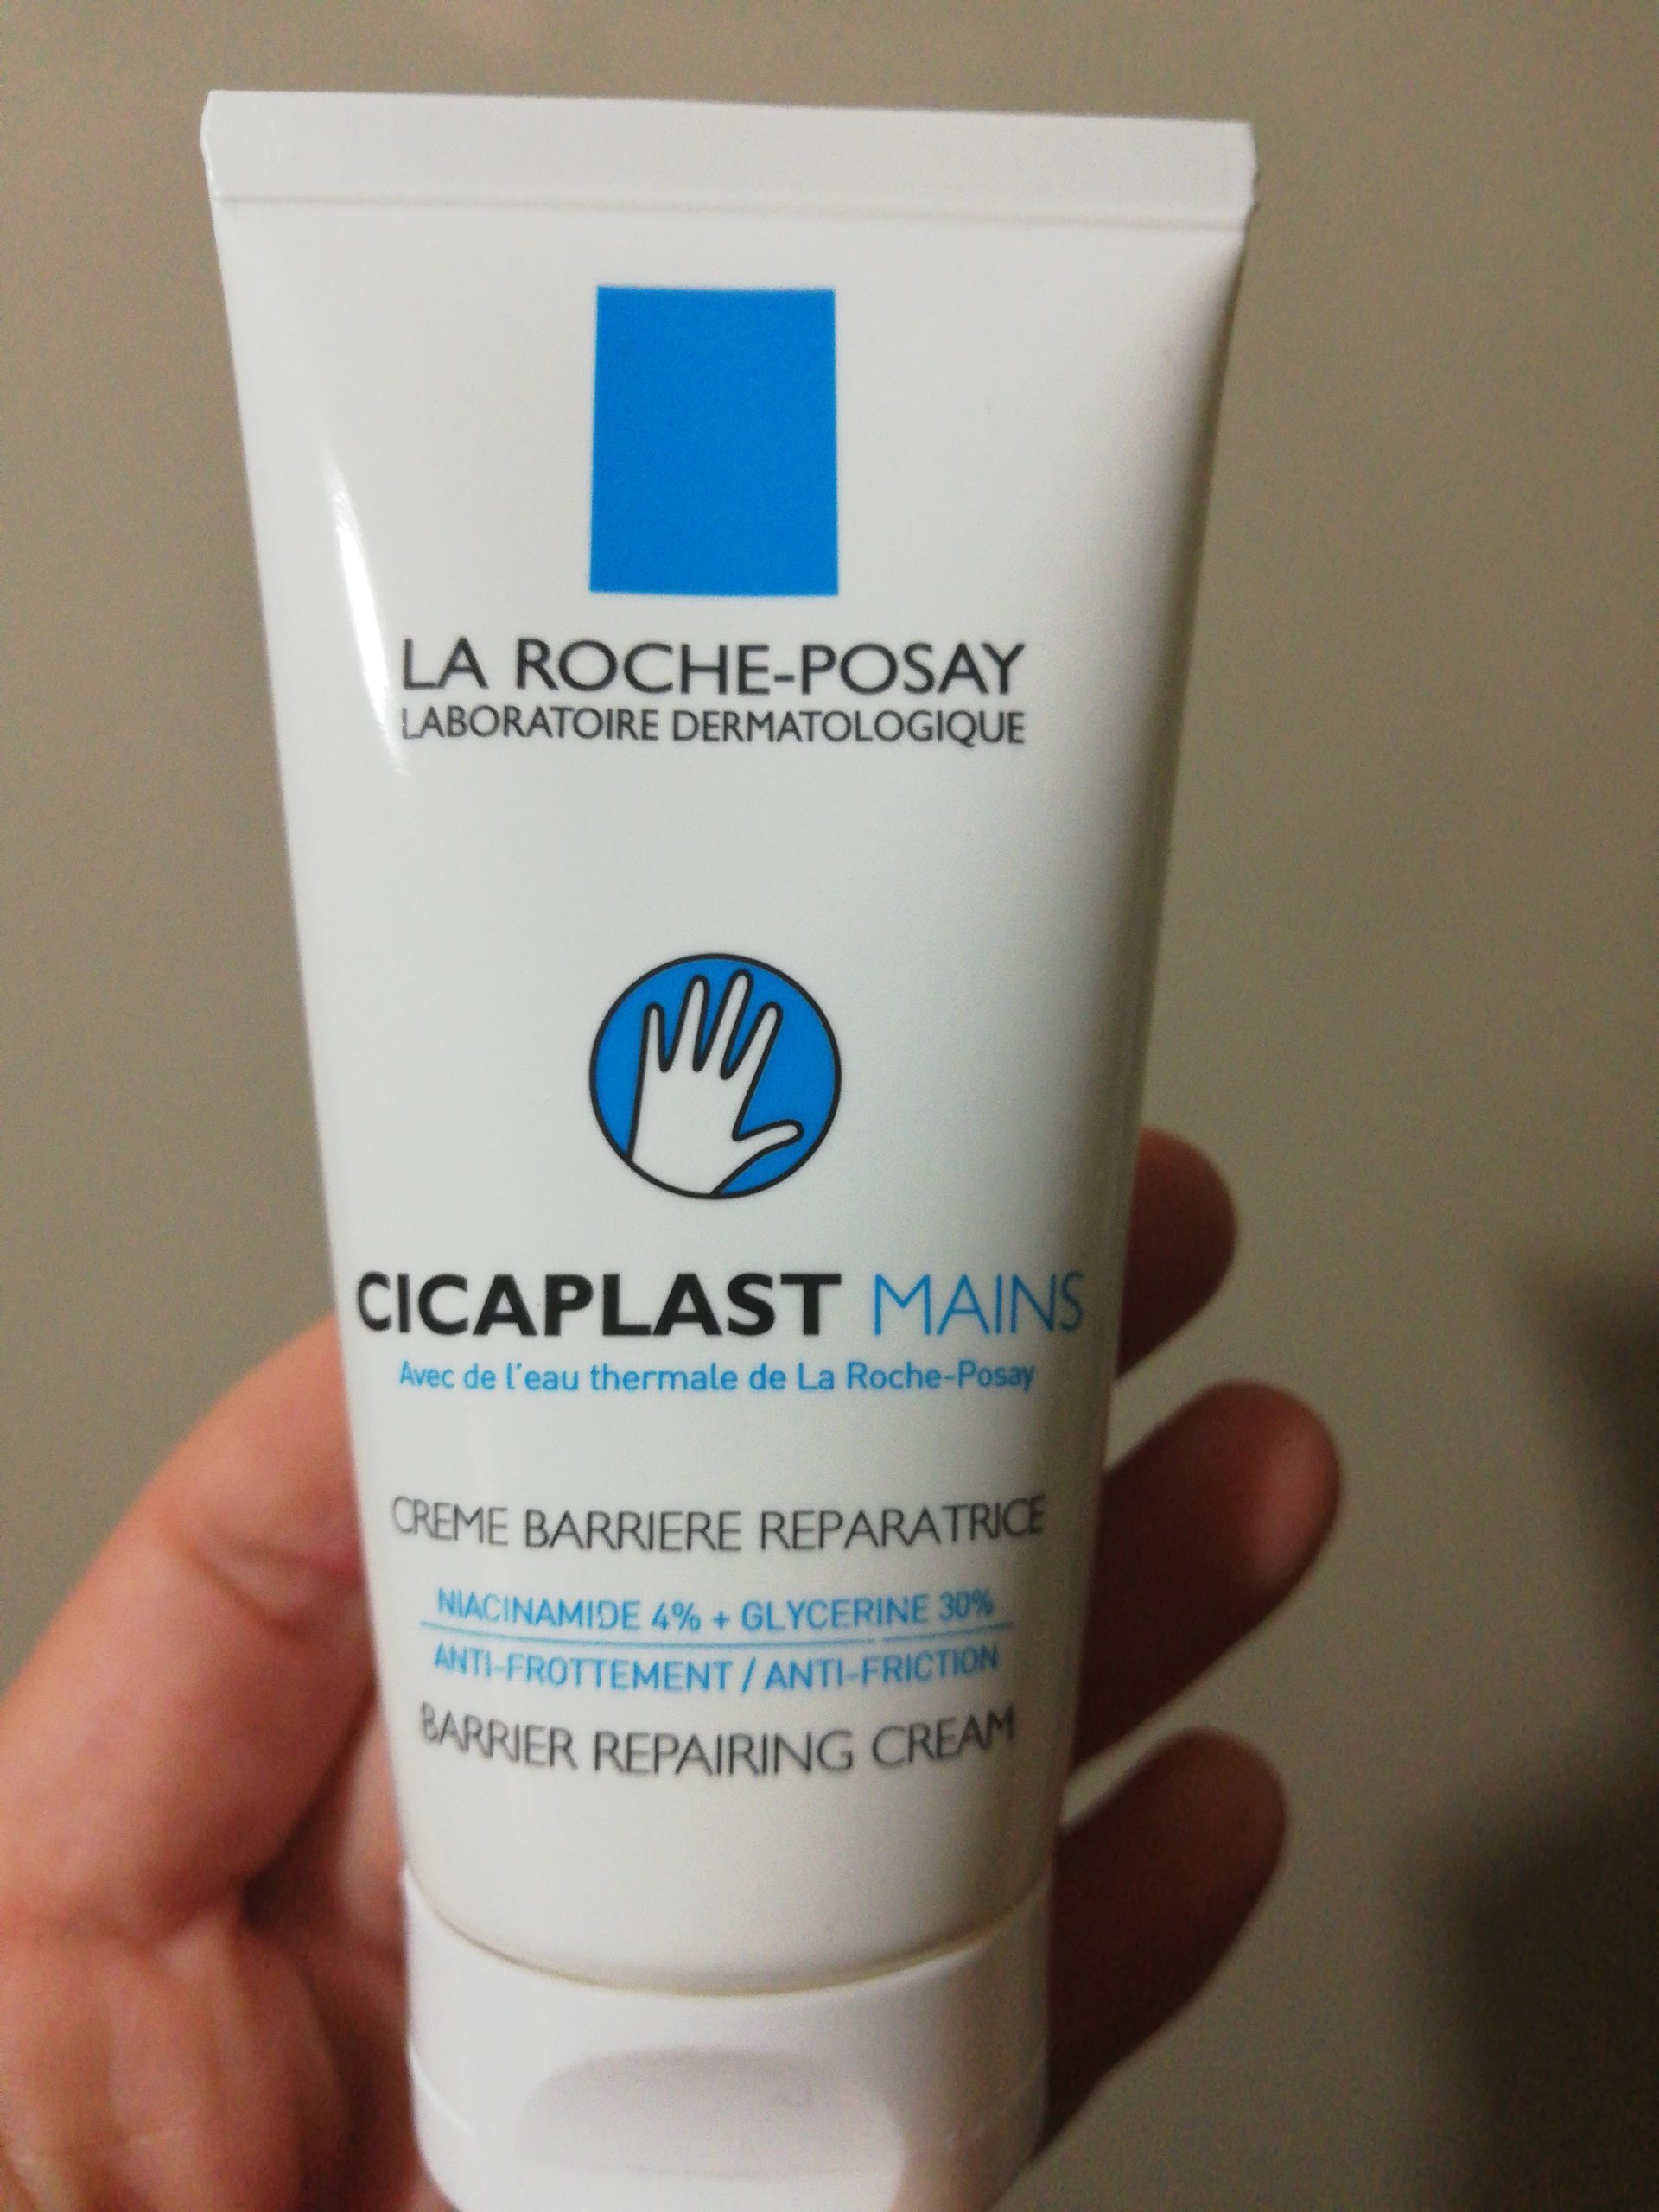 LA ROCHE-POSAY
LABORATOIRE DERMATOLOGIQUE
CICAPLAST MAINS
Avec de l'eau thermale de La Roche-Posay
CREME BARRIERE REPARATRICE
NIACINAMIDE 4% + GLYCERINE 30%
ANTI-FROTTEMENT / ANTI-FRICTION
BARRIER REPAIRING CREAM